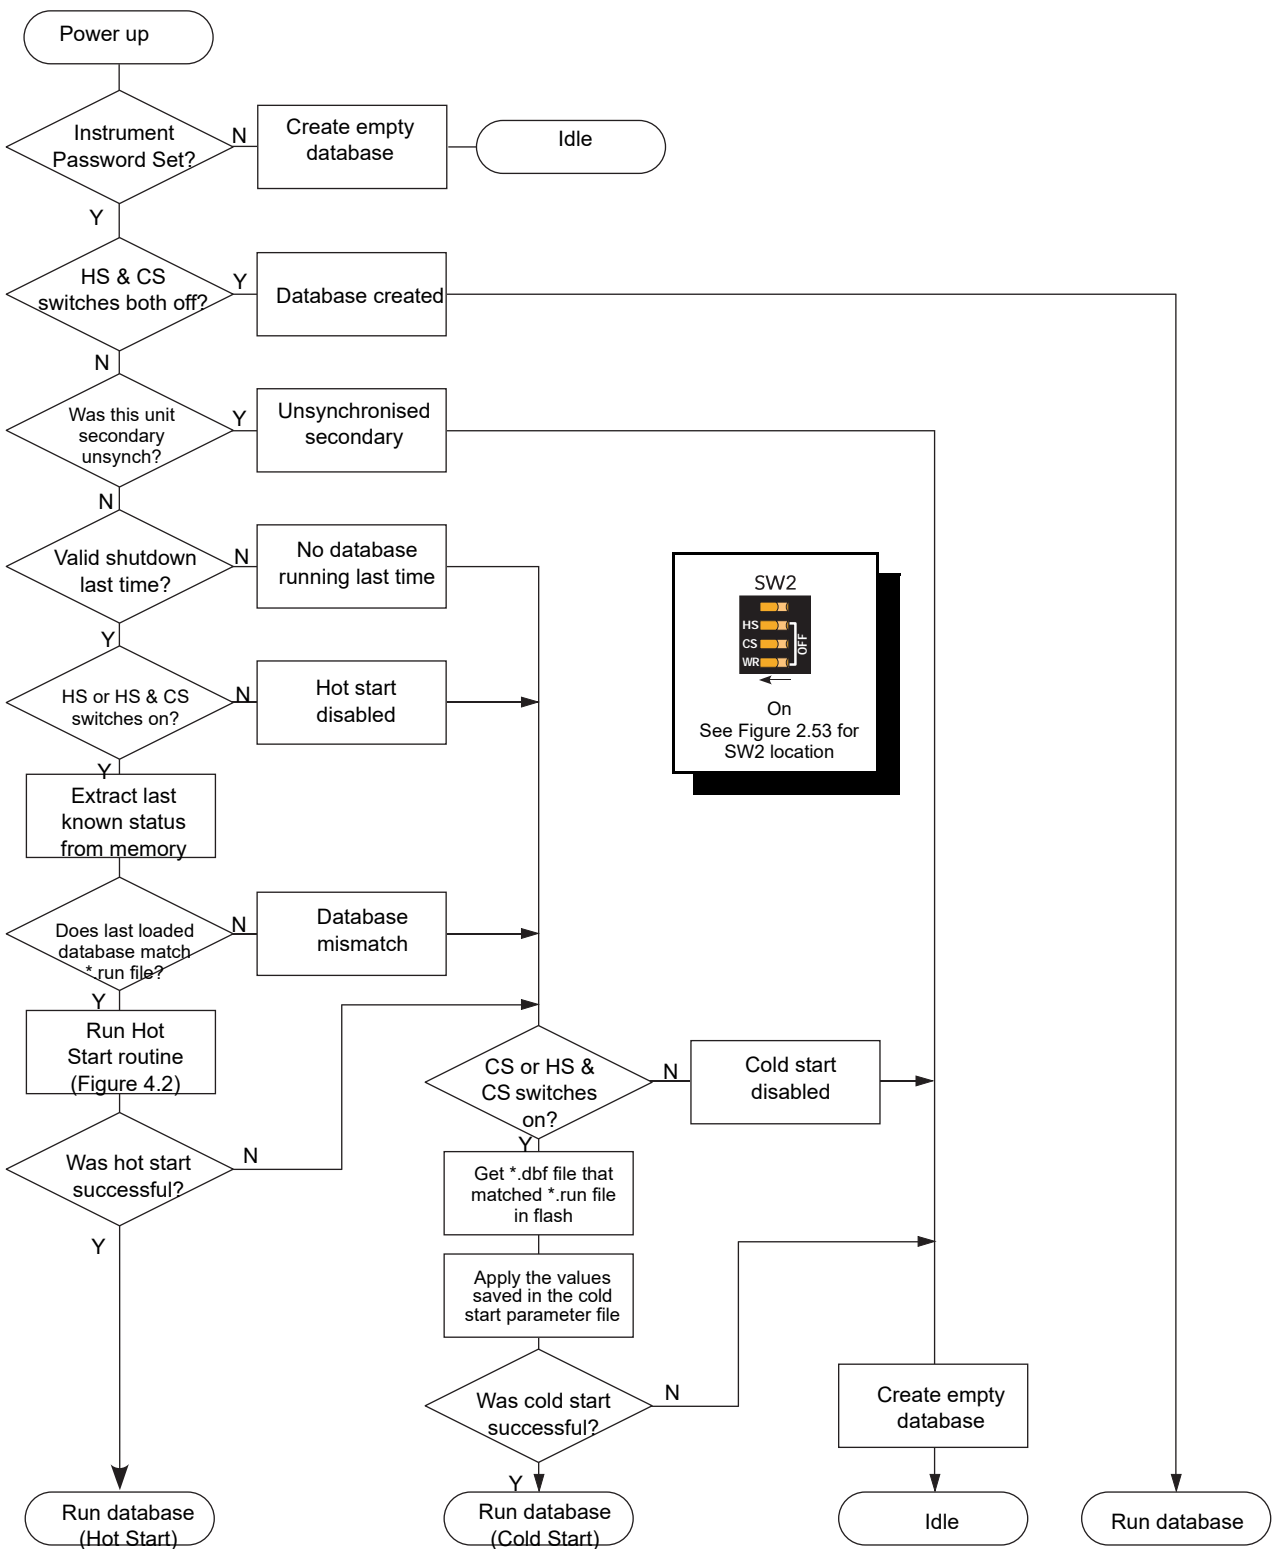 Power up
Instrument
Password Set?
N
Create empty
database
Idle
Y
HS & CS
switches both off?
Y
Database created
N
Was this unit
secondary
unsynch?
Y
Unsynchronised
secondary
N
Valid shutdown
last time?
N
No database
running last time
Y
HS or HS & CS
switches on?
N
Hot start
disabled
SW2
HS
CS
WR
OFF
On
See Figure 2.53 for
SW2 location
Y
Extract last
known status
from memory
Does last loaded
database match
*.run file?
N
Database
mismatch
Y
Run Hot
Start routine
(Figure 4.2)
Was hot start
successful?
N
Y
CS or HS &
CS switches
on?
N
Cold start
disabled
Y
Get *.dbf file that
matched *.run file
in flash
Apply the values
saved in the cold
start parameter file
Was cold start
successful?
N
Y
Create empty
database
Run database
(Hot Start)
Run database
(Cold Start)
Idle
Run database